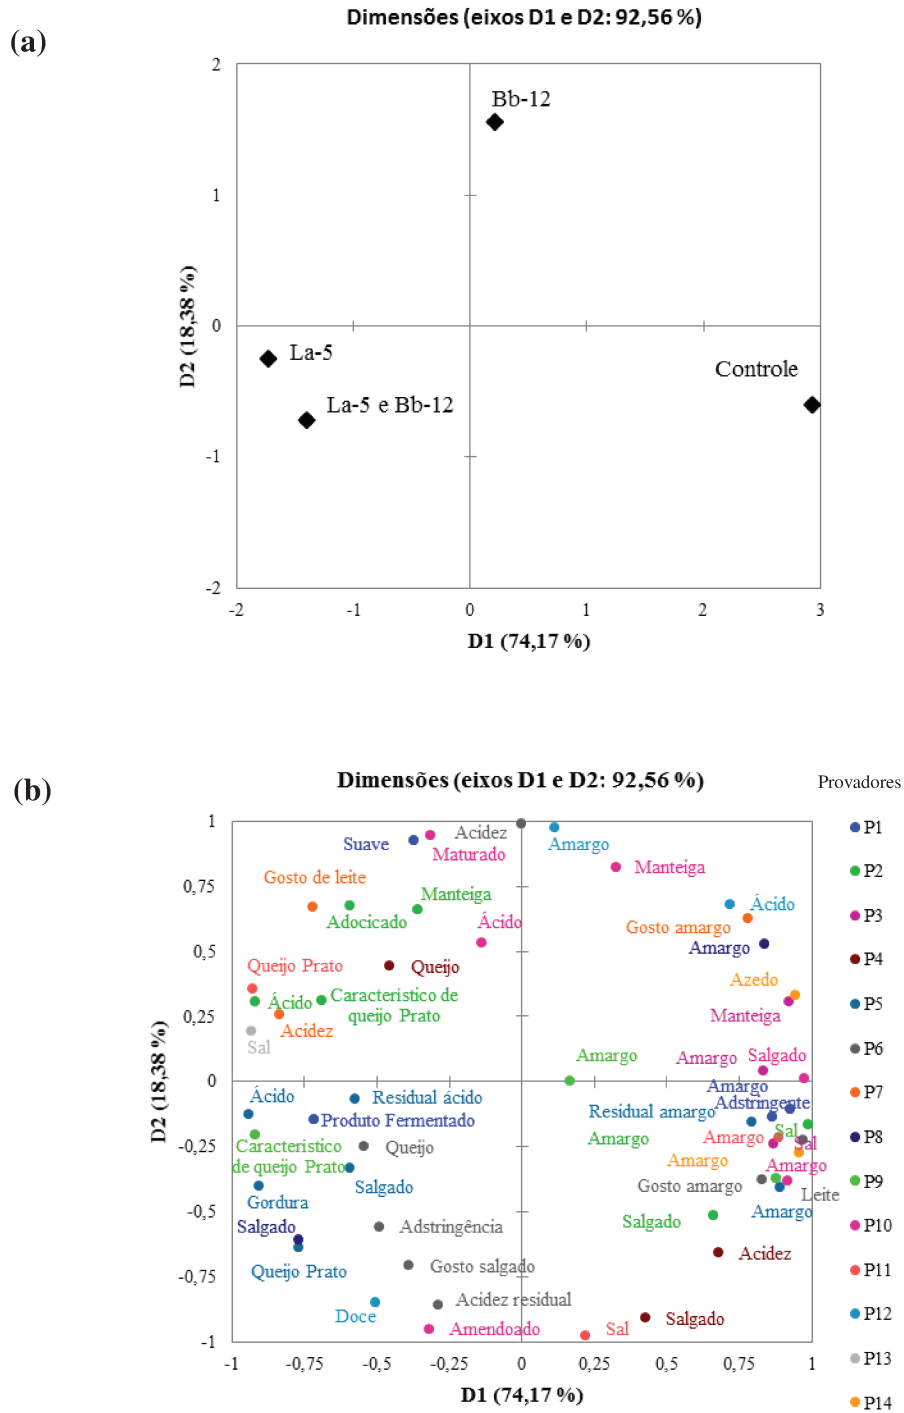 (a)
Dimensões (eixos D1 e D2: 92,56 %)
2
Bb-12
1
D2 (18,38 %)
0
La-5
Controle
La-5 e Bb-12
-1
-2
-2 -1 0 1 2 3
D1 (74,17 %)
(b)
Dimensões (eixos D1 e D2: 92,56 %)
Provadores
1
Acidez
Suave
Amargo
Maturado
Manteiga
Gosto de leite
0,75
Manteiga
Ácido
Adocicado
Ácido
Gosto amargo
Amargo
0,5
Queijo Prato
Queijo
Azedo
Ácido
Característico de
queijo Prato
Manteiga
0,25
Acidez
Sal
Amargo
Amargo
Salgado
D2 (18,38 %)
0
Amargo
Ácido
Residual ácido
Adstringente
Residual amargo
Produto Fermentado
Sal
Amargo
Amargo
Sal
-0,25
Característico
de queijo Prato
Queijo
Amargo
Amargo
Salgado
Gosto amargo
Leite
Gordura
Amargo
-0,5
Salgado
Adstringência
Salgado
Acidez
Queijo Prato
Gosto salgado
-0,75
Acidez residual
Doce
Salgado
Amendoado
Sal
-1
-1 -0,75 -0,5 -0,25 0 0,25 0,5 0,75 1
D1 (74,17 %)
P1
P2
P3
P4
P5
P6
P7
P8
P9
P10
P11
P12
P13
P14